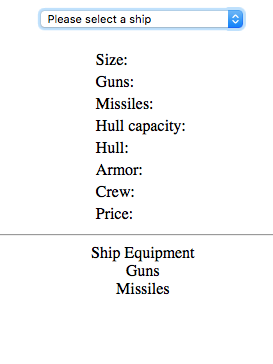 Please select a ship
Size:
Guns:
Missiles:
Hull capacity:
Hull:
Armor:
Crew:
Price:
Ship Equipment
Guns
Missiles